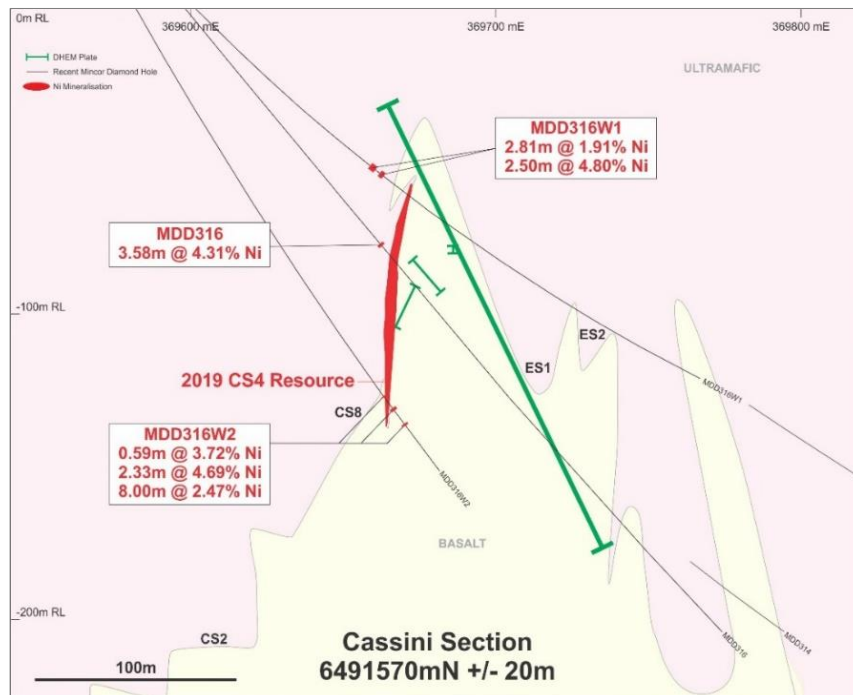 0m RL
369600 mE
369700 mE
369800 mE
DHEM Plate
Recent Mincor Diamond Hole
Ni Mineralisation
ULTRAMAFIC
MDD316W1
2.81m @ 1.91% Ni
2.50m @ 4.80% Ni
MDD316
3.58m @ 4.31% Ni
-100m RL
ES2
ES1
2019 CS4 Resource
CS8
MDD316W1
MDD316W2
0.59m @ 3.72% Ni
2.33m @ 4.69% Ni
8.00m @ 2.47% Ni
MDD316W2
BASALT
-200m RL
CS2
MDD314
MDD316
100m
Cassini Section
6491570mN +/- 20m